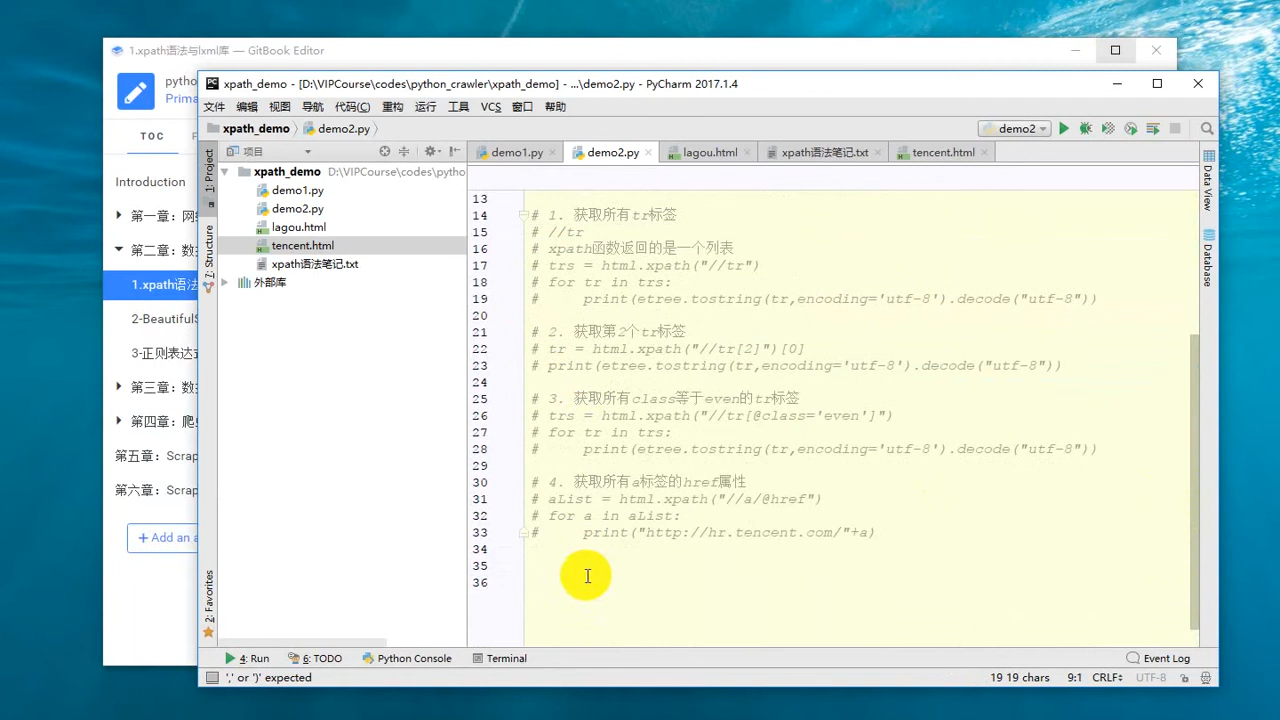 1.xpath语法与lxml库 — GitBook Editor
pytho
Prima
TOC
F
Introduction
第一章：网
第二章：数
1.xpath语法
2-BeautifulS
3-正则表达式
第三章：数据
第四章：爬虫
第五章：Scrap
第六章：Scrap
Add an a
xpath_demo - [D:\VIPCourse\codes\python_crawler\xpath_demo] - ...\demo2.py - PyCharm 2017.1.4
文件 编辑 视图 导航 代码(C) 重构 运行 工具 VCS 窗口 帮助
xpath_demo demo2.py
demo2
项目
demo1.py demo2.py lagou.html xpath语法笔记.txt tencent.html
1: Project
7: Structure
2: Favorites
xpath_demo D:\VIPCourse\codes\pytho
demo1.py
demo2.py
lagou.html
tencent.html
xpath语法笔记.txt
外部库
13
14 # 1. 获取所有tr标签
15 # //tr
16 # xpath函数返回的是一个列表
17 # trs = html.xpath("//tr")
18 # for tr in trs:
19 #     print(etree.tostring(tr,encoding='utf-8').decode("utf-8"))
20
21 # 2. 获取第2个tr标签
22 # tr = html.xpath("//tr[2]")[0]
23 # print(etree.tostring(tr,encoding='utf-8').decode("utf-8"))
24
25 # 3. 获取所有class等于even的tr标签
26 # trs = html.xpath("//tr[@class='even']")
27 # for tr in trs:
28 #     print(etree.tostring(tr,encoding='utf-8').decode("utf-8"))
29
30 # 4. 获取所有a标签的href属性
31 # aList = html.xpath("//a/@href")
32 # for a in aList:
33 #     print("http://hr.tencent.com/"+a)
34
35
36
Data View
Database
4: Run 6: TODO Python Console Terminal Event Log
',' or ')' expected 19 19 chars 9:1 CRLF UTF-8